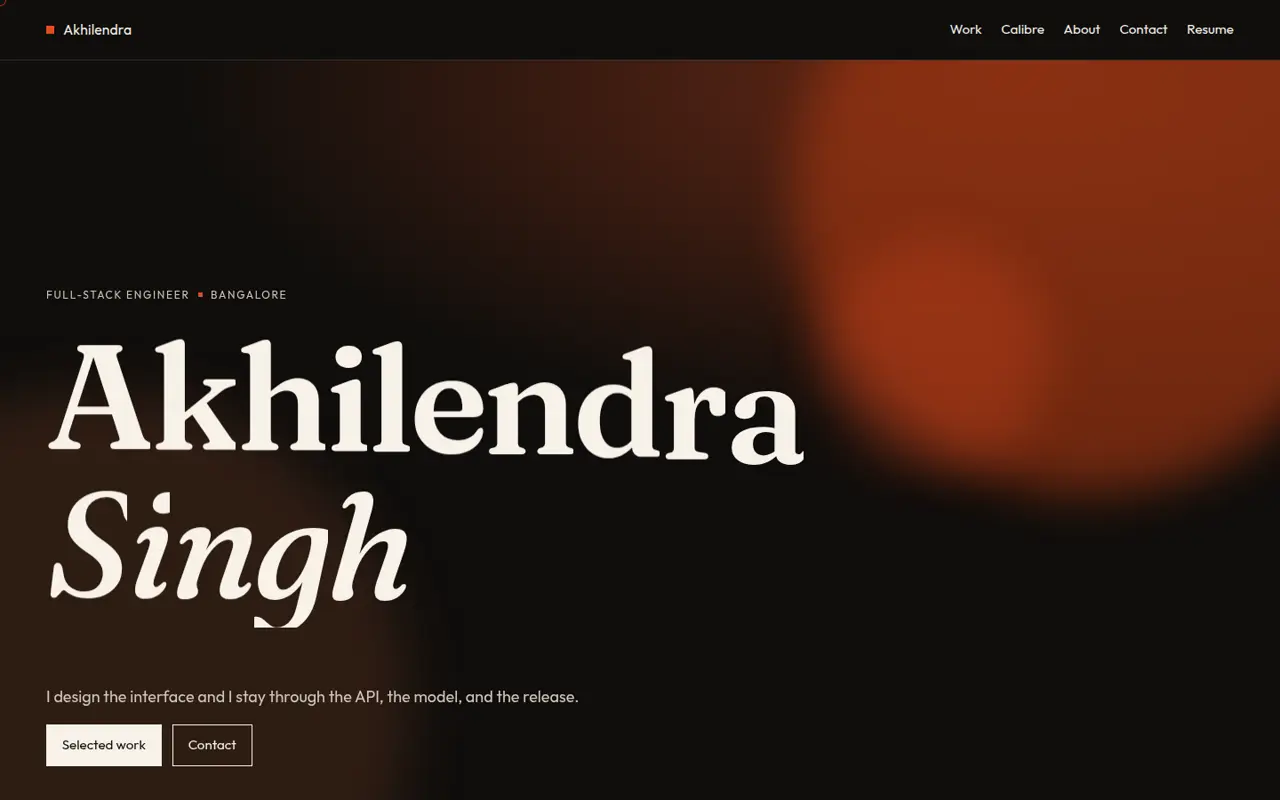 Akhilendra
Work Calibre About Contact Resume
FULL-STACK ENGINEER ▪ BANGALORE
Akhilendra
Singh
I design the interface and I stay through the API, the model, and the release.
Selected work Contact